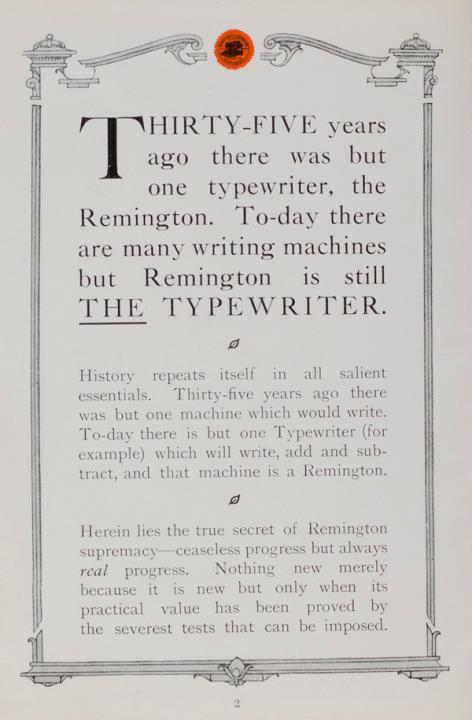 THIRTY-FIVE years
ago there was but
one typewriter, the
Remington. To-day there
are many writing machines
but Remington is still
THE TYPEWRITER.
History repeats itself in all salient
essentials. Thirty-five years ago there
was but one machine which would write.
To-day there is but one Typewriter (for
example) which will write, add and sub-
tract, and that machine is a Remington.
Herein lies the true secret of Remington
supremacy—ceaseless progress but always
real progress. Nothing new merely
because it is new but only when its
practical value has been proved by
the severest tests that can be imposed.
2